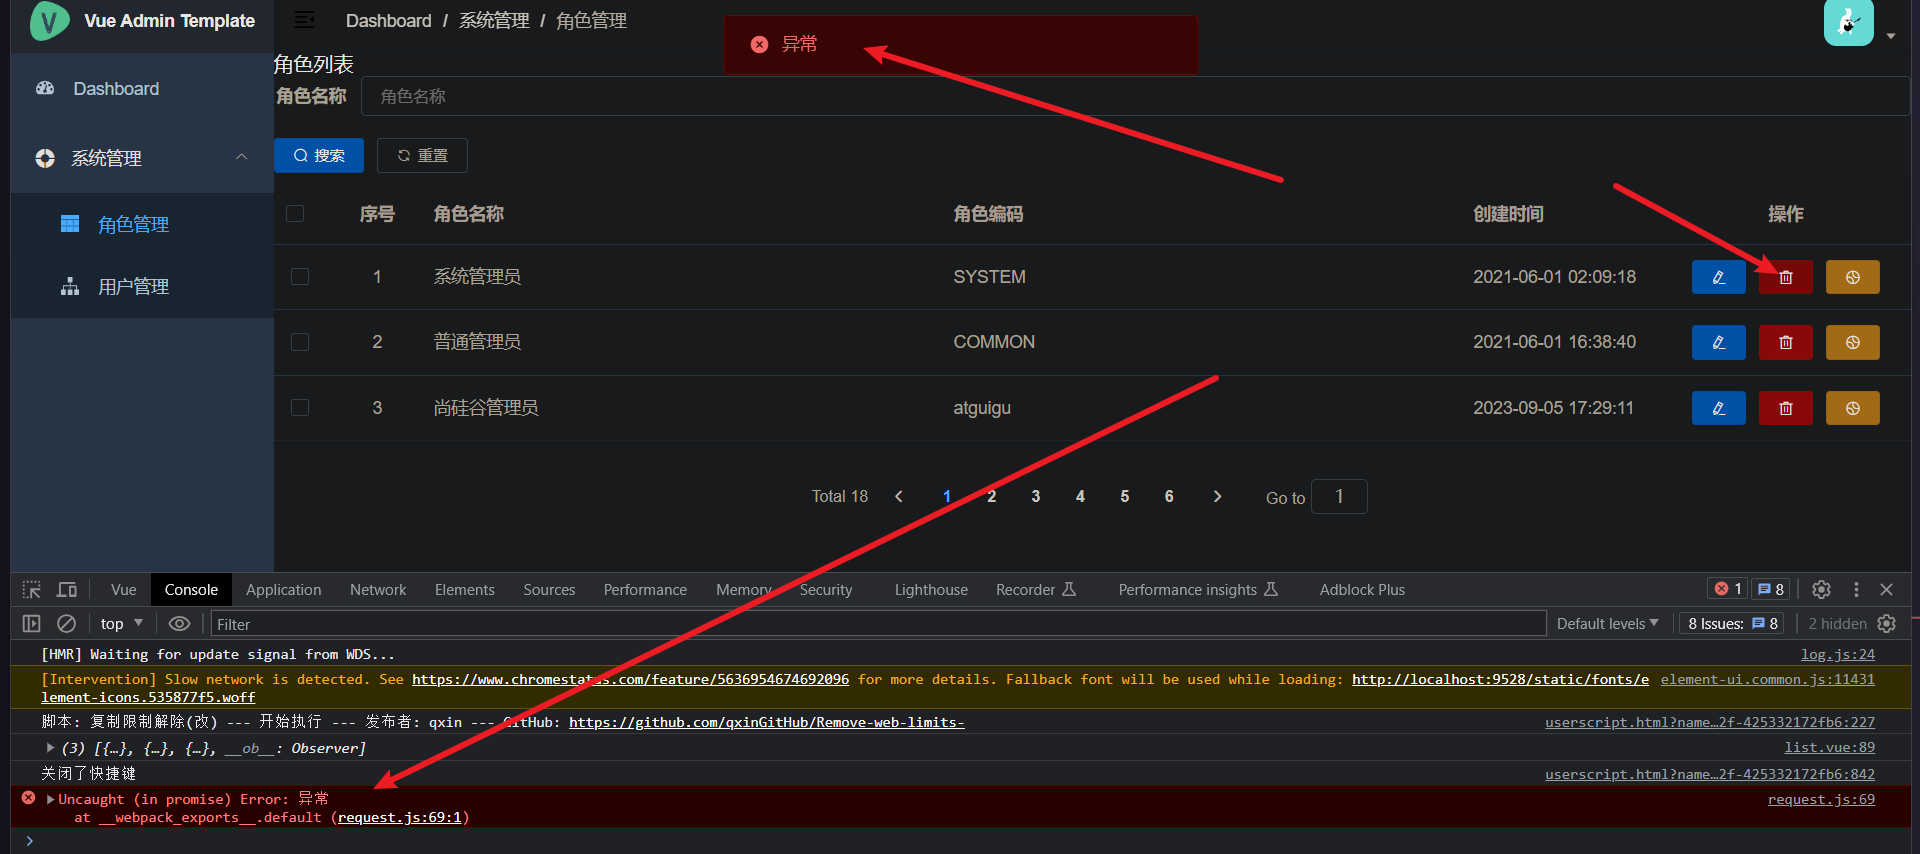 Vue Admin Template
Dashboard / 系统管理 / 角色管理
异常
Dashboard
系统管理
角色管理
用户管理
角色列表
角色名称 角色名称
搜索 重置
序号 角色名称 角色编码 创建时间 操作
1 系统管理员 SYSTEM 2021-06-01 02:09:18
2 普通管理员 COMMON 2021-06-01 16:38:40
3 尚硅谷管理员 atguigu 2023-09-05 17:29:11
Total 18 1 2 3 4 5 6 Go to 1
Vue Console Application Network Elements Sources Performance Memory Security Lighthouse Recorder Performance insights Adblock Plus 1 8
top Filter Default levels 8 Issues: 8 2 hidden
[HMR] Waiting for update signal from WDS... log.js:24
[Intervention] Slow network is detected. See https://www.chromestatus.com/feature/5636954674692096 for more details. Fallback font will be used while loading: http://localhost:9528/static/fonts/e element-ui.common.js:11431
lement-icons.535877f5.woff
脚本: 复制限制解除(改) --- 开始执行 --- 发布者: qxin --- GitHub: https://github.com/qxinGitHub/Remove-web-limits- userscript.html?name…2f-425332172fb6:227
(3) [{…}, {…}, {…}, __ob__: Observer] list.vue:89
关闭了快捷键 userscript.html?name…2f-425332172fb6:842
Uncaught (in promise) Error: 异常 request.js:69
at __webpack_exports__.default (request.js:69:1)